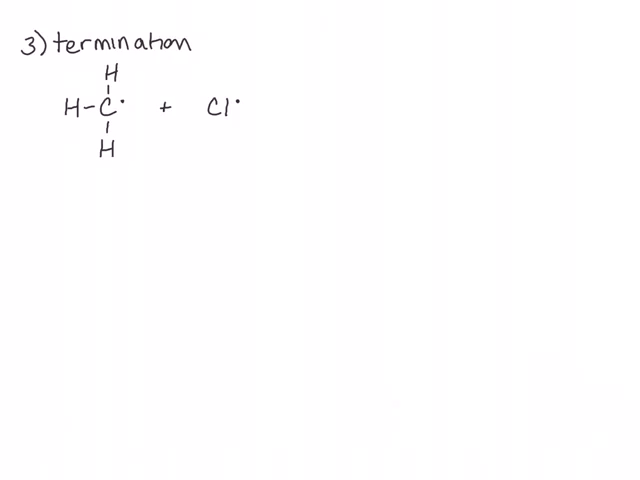 3) termination
H
H-C· + Cl·
H